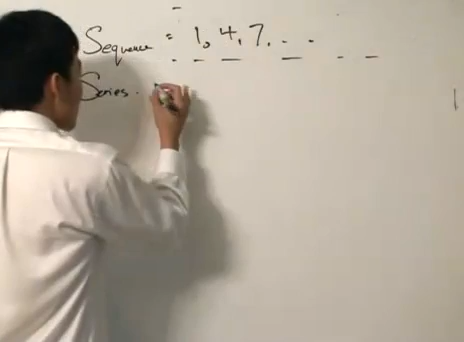 Sequence = 1, 4, 7, . . .
Series.